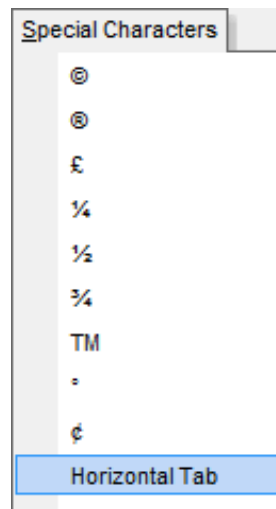 Special Characters
©
®
£
¼
½
¾
TM
°
¢
Horizontal Tab